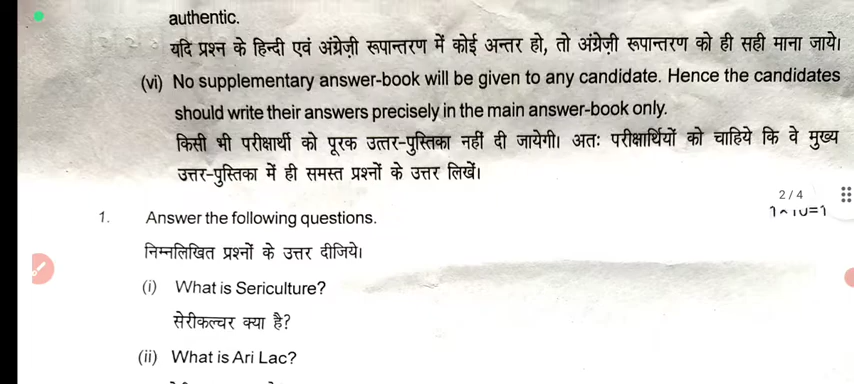 authentic.
यदि प्रश्न के हिन्दी एवं अंग्रेज़ी रूपान्तरण में कोई अन्तर हो, तो अंग्रेज़ी रूपान्तरण को ही सही माना जाये।
(vi) No supplementary answer-book will be given to any candidate. Hence the candidates
should write their answers precisely in the main answer-book only.
किसी भी परीक्षार्थी को पूरक उत्तर-पुस्तिका नहीं दी जायेगी। अतः परीक्षार्थियों को चाहिये कि वे मुख्य
उत्तर-पुस्तिका में ही समस्त प्रश्नों के उत्तर लिखें।
2 / 4
1. Answer the following questions.
निम्नलिखित प्रश्नों के उत्तर दीजिये।
(i) What is Sericulture?
सेरीकल्चर क्या है?
(ii) What is Ari Lac?